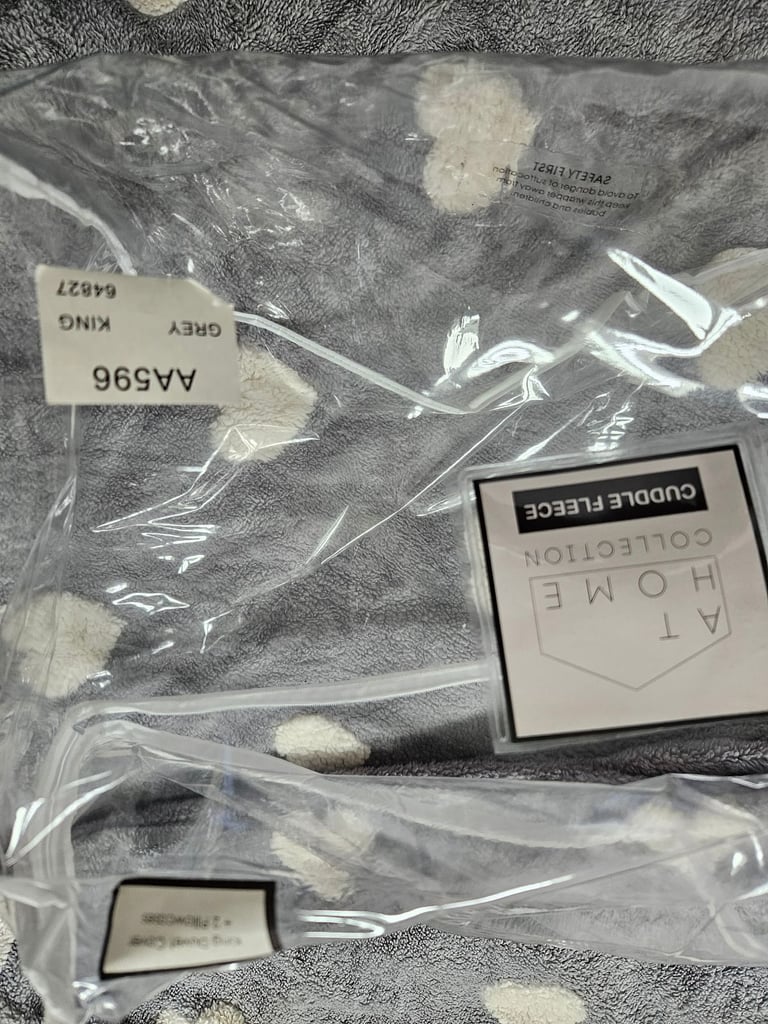 King Duvet Cover
+ 2 Pillowcases
AT
HOME
COLLECTION
CUDDLE FLEECE
AA596
GREY KING
64827
SAFETY FIRST
To avoid danger of suffocation
keep this wrapper away from
babies and children